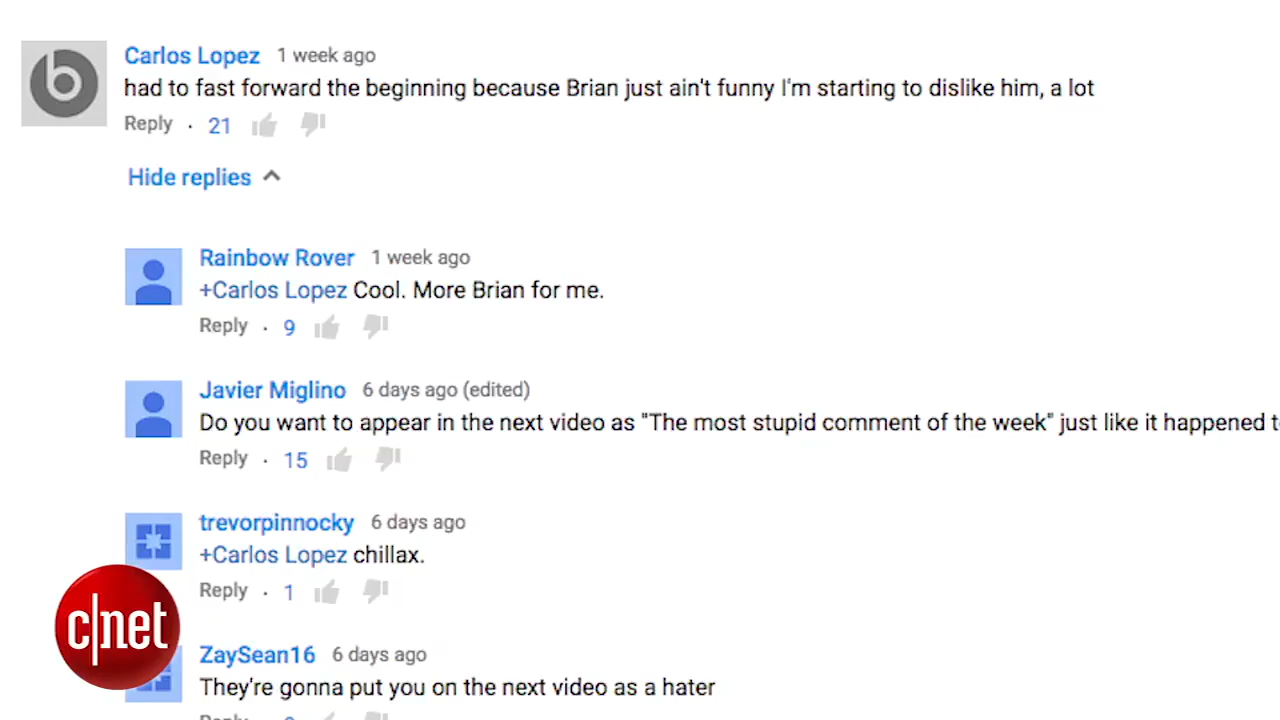 Carlos Lopez 1 week ago
had to fast forward the beginning because Brian just ain't funny I'm starting to dislike him, a lot
Reply · 21
Hide replies
Rainbow Rover 1 week ago
+Carlos Lopez Cool. More Brian for me.
Reply · 9
Javier Miglino 6 days ago (edited)
Do you want to appear in the next video as "The most stupid comment of the week" just like it happened
Reply · 15
trevorpinnocky 6 days ago
+Carlos Lopez chillax.
Reply · 1
c|net
ZaySean16 6 days ago
They're gonna put you on the next video as a hater
Reply